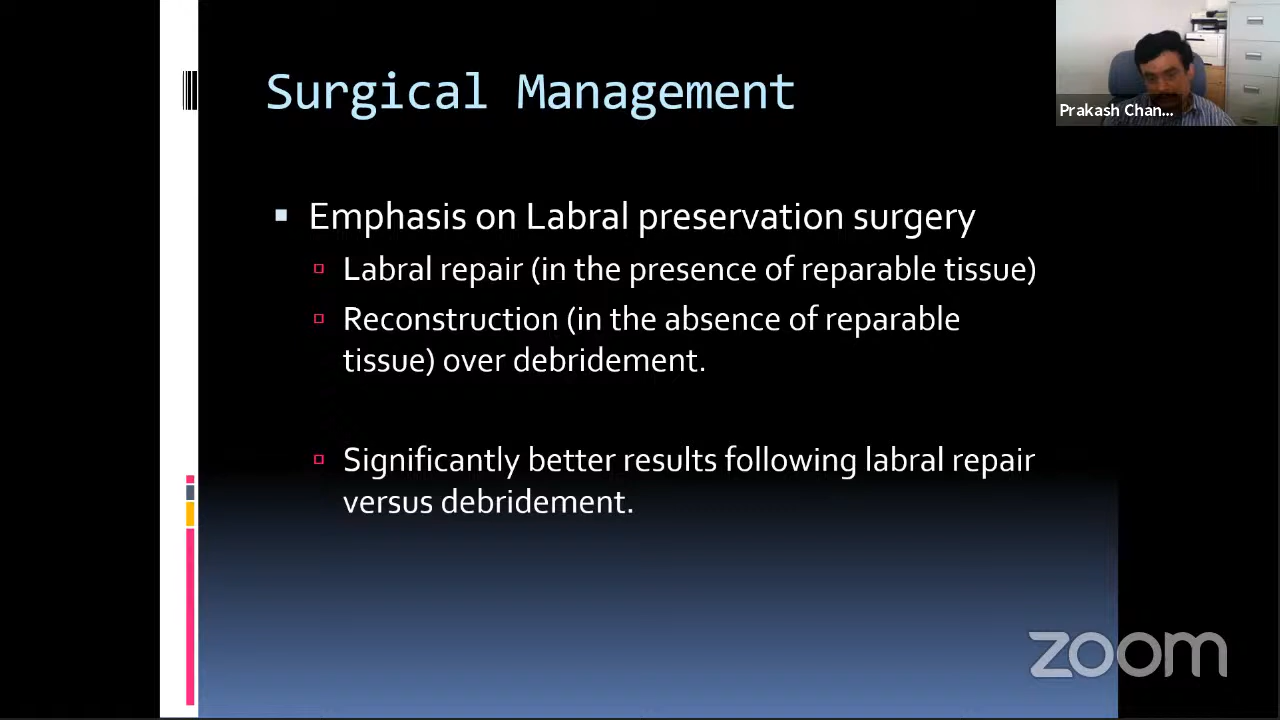 Surgical Management
Prakash Chan...
Emphasis on Labral preservation surgery
Labral repair (in the presence of reparable tissue)
Reconstruction (in the absence of reparable
tissue) over debridement.
Significantly better results following labral repair
versus debridement.
zoom